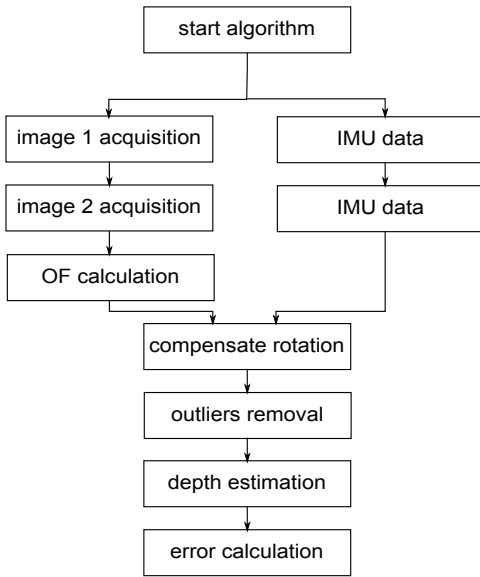 start algorithm
image 1 acquisition
IMU data
image 2 acquisition
IMU data
OF calculation
compensate rotation
outliers removal
depth estimation
error calculation